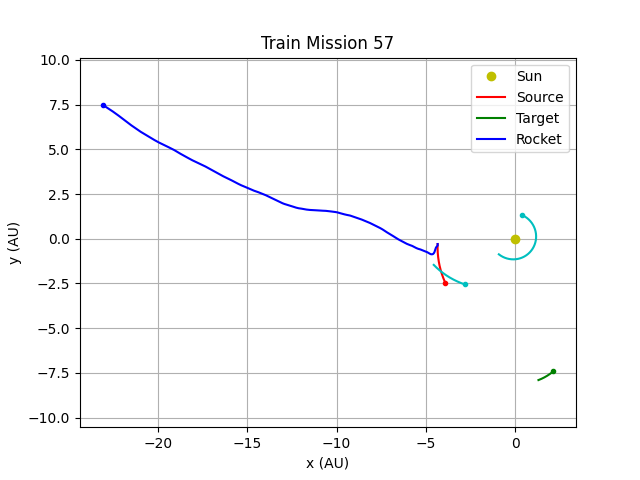 Train Mission 57
Sun
Source
Target
Rocket
10.0
7.5
5.0
2.5
0.0
−2.5
−5.0
−7.5
−10.0
y (AU)
−20 −15 −10 −5 0
x (AU)